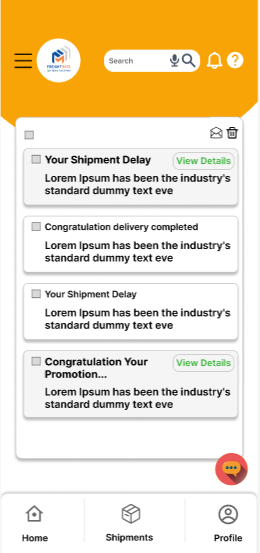 FREIGHT
Search
?
Your Shipment Delay
View Details
Lorem Ipsum has been the industry's
standard dummy text eve
Congratulation delivery completed
Lorem Ipsum has been the industry's
standard dummy text eve
Your Shipment Delay
Lorem Ipsum has been the industry's
standard dummy text eve
Congratulation Your
Promotion...
View Details
Lorem Ipsum has been the industry's
standard dummy text eve
Home
Shipments
Profile